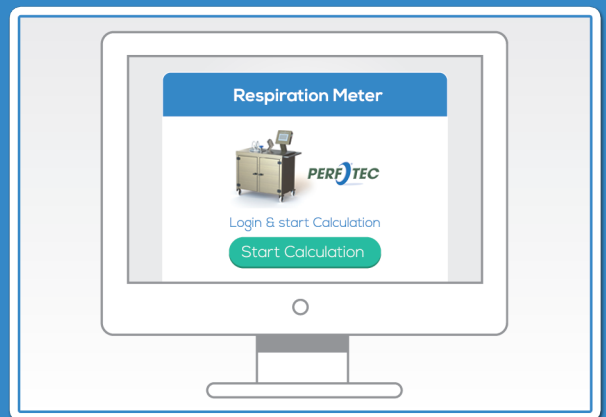 Respiration Meter
PERFOTEC
Login & start Calculation
Start Calculation